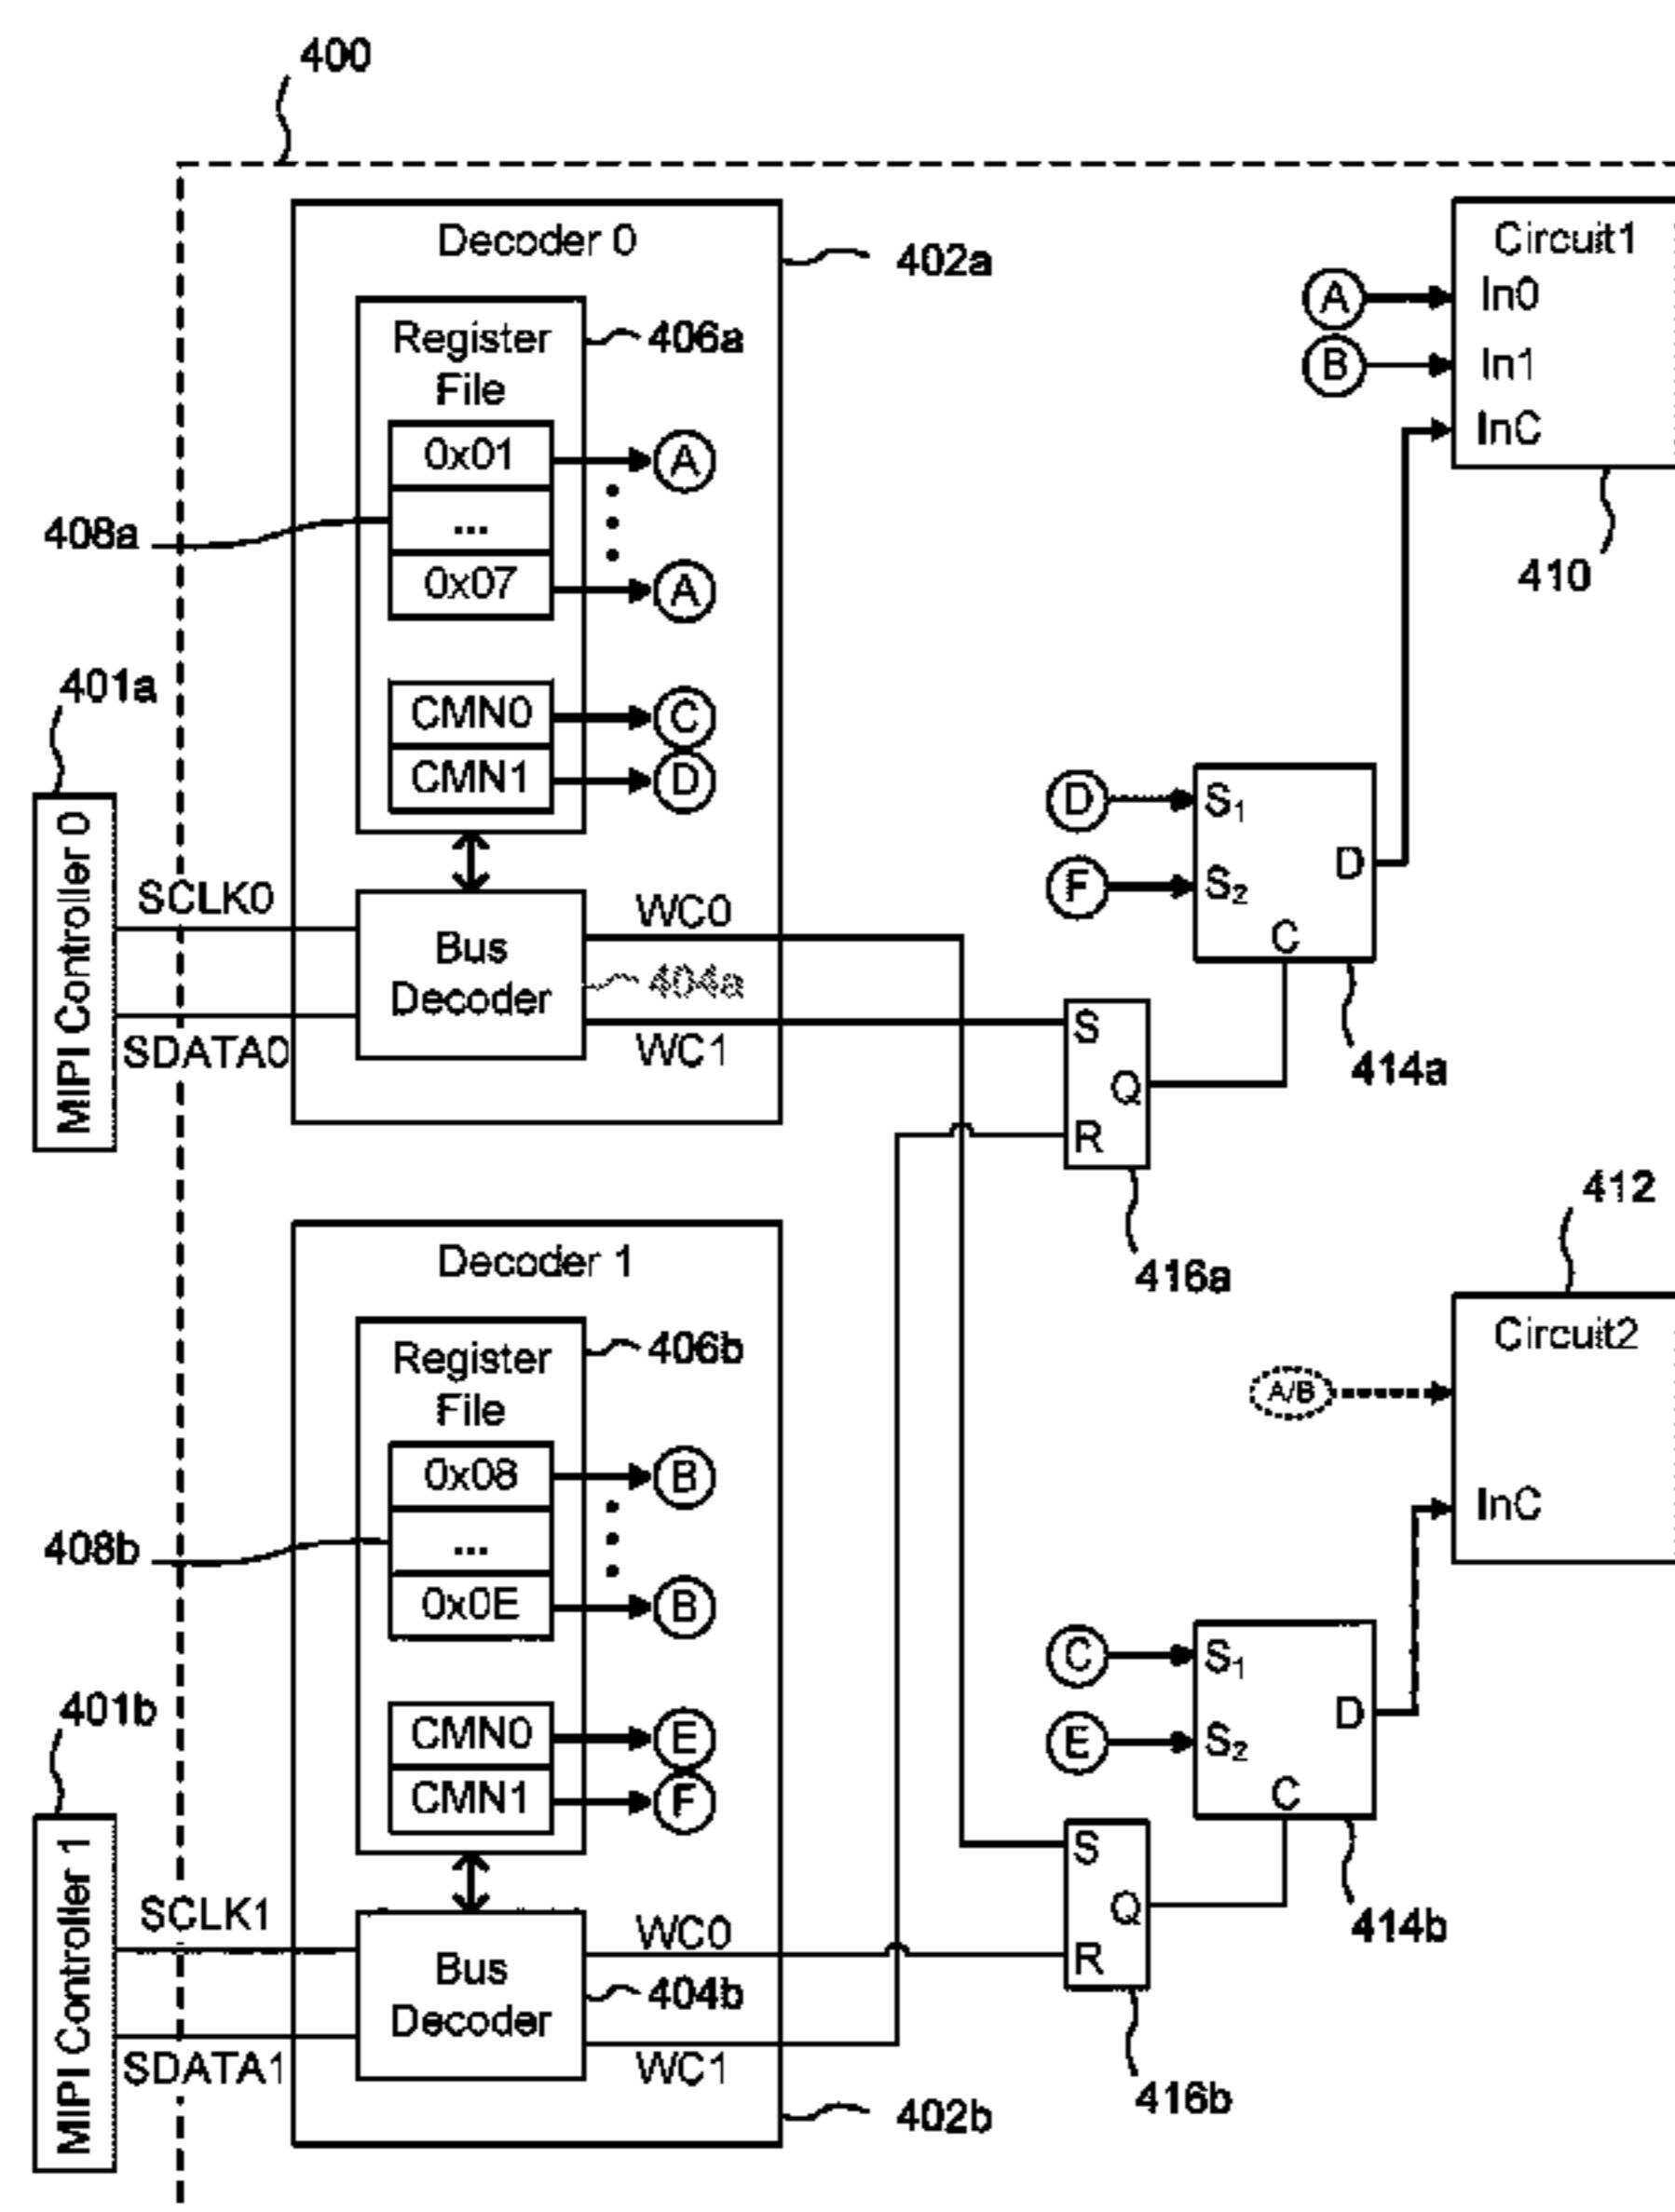 400
Decoder 0
402a
Register
File
406a
0x01
A
...
408a
0x07
A
CMN0
C
CMN1
D
401a
MIPI Controller 0
SCLK0
SDATA0
Bus
Decoder
404a
WC0
WC1
Circuit1
A
In0
B
In1
InC
410
D
S1
F
S2
D
C
414a
S
Q
R
416a
Decoder 1
Register
File
406b
0x08
B
...
408b
0x0E
B
CMN0
E
CMN1
F
401b
MIPI Controller 1
SCLK1
SDATA1
Bus
Decoder
404b
WC0
WC1
402b
412
Circuit2
A/B
InC
C
S1
E
S2
D
C
414b
S
Q
R
416b